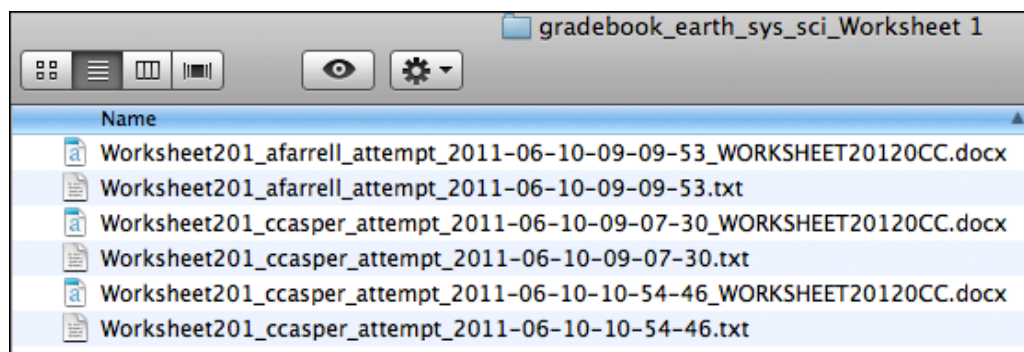 gradebook_earth_sys_sci_Worksheet 1
Name
Worksheet201_afarrell_attempt_2011-06-10-09-09-53_WORKSHEET20120CC.docx
Worksheet201_afarrell_attempt_2011-06-10-09-09-53.txt
Worksheet201_ccasper_attempt_2011-06-10-09-07-30_WORKSHEET20120CC.docx
Worksheet201_ccasper_attempt_2011-06-10-09-07-30.txt
Worksheet201_ccasper_attempt_2011-06-10-10-54-46_WORKSHEET20120CC.docx
Worksheet201_ccasper_attempt_2011-06-10-10-54-46.txt